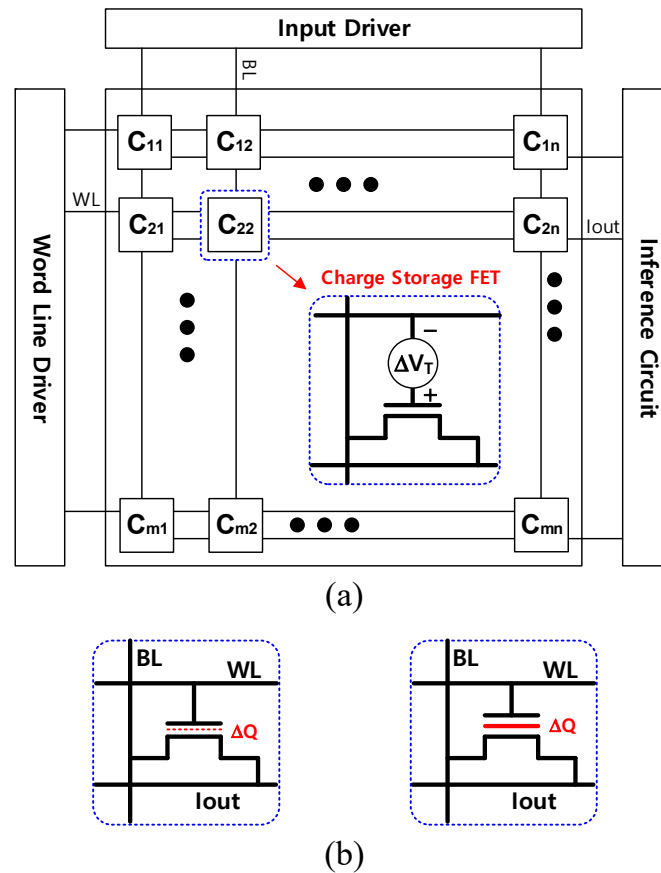 Input Driver
BL
C11 C12 C1n
WL
C21 C22 C2n Iout
Charge Storage FET
Word Line Driver
Inference Circuit
−
ΔVT
+
Cm1 Cm2 Cmn
(a)
BL WL
ΔQ
Iout
BL WL
ΔQ
Iout
(b)